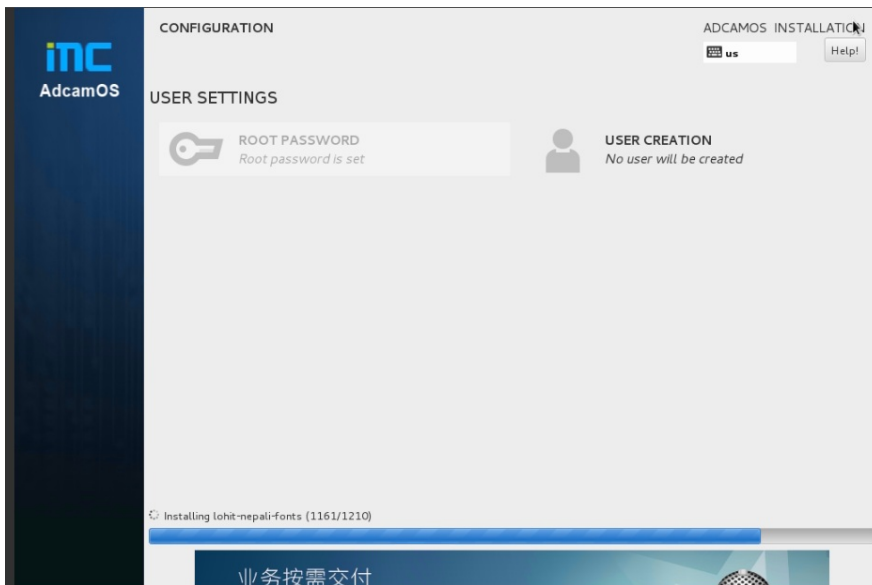 inc
AdcamOS
CONFIGURATION
ADCAMOS INSTALLATION
us
Help!
USER SETTINGS
ROOT PASSWORD
Root password is set
USER CREATION
No user will be created
Installing lohit-nepali-fonts (1161/1210)
业务按需交付